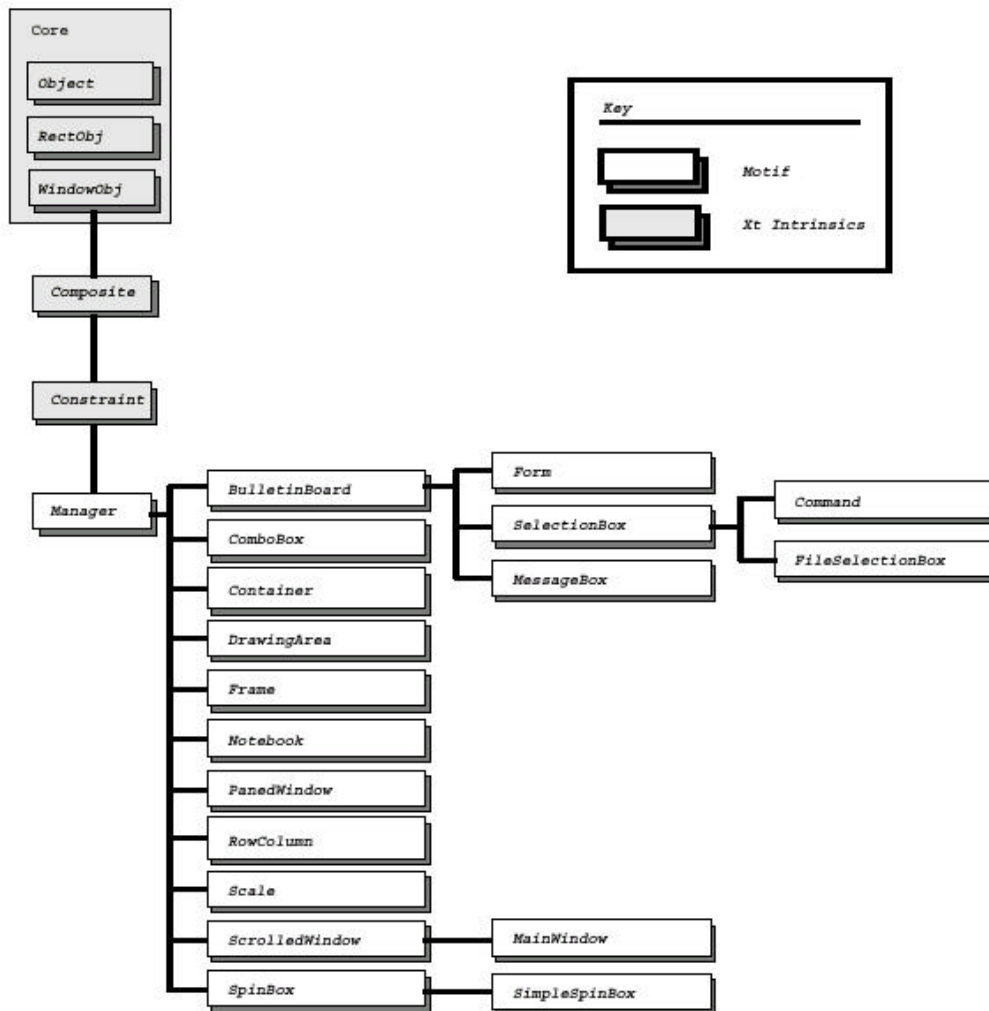 Core
Object
RectObj
WindowObj
Key
Motif
Xt Intrinsics
Composite
Constraint
Manager
BulletinBoard
Form
Command
ComboBox
SelectionBox
FileSelectionBox
Container
MessageBox
DrawingArea
Frame
Notebook
PanedWindow
RowColumn
Scale
ScrolledWindow
MainWindow
SpinBox
SimpleSpinBox